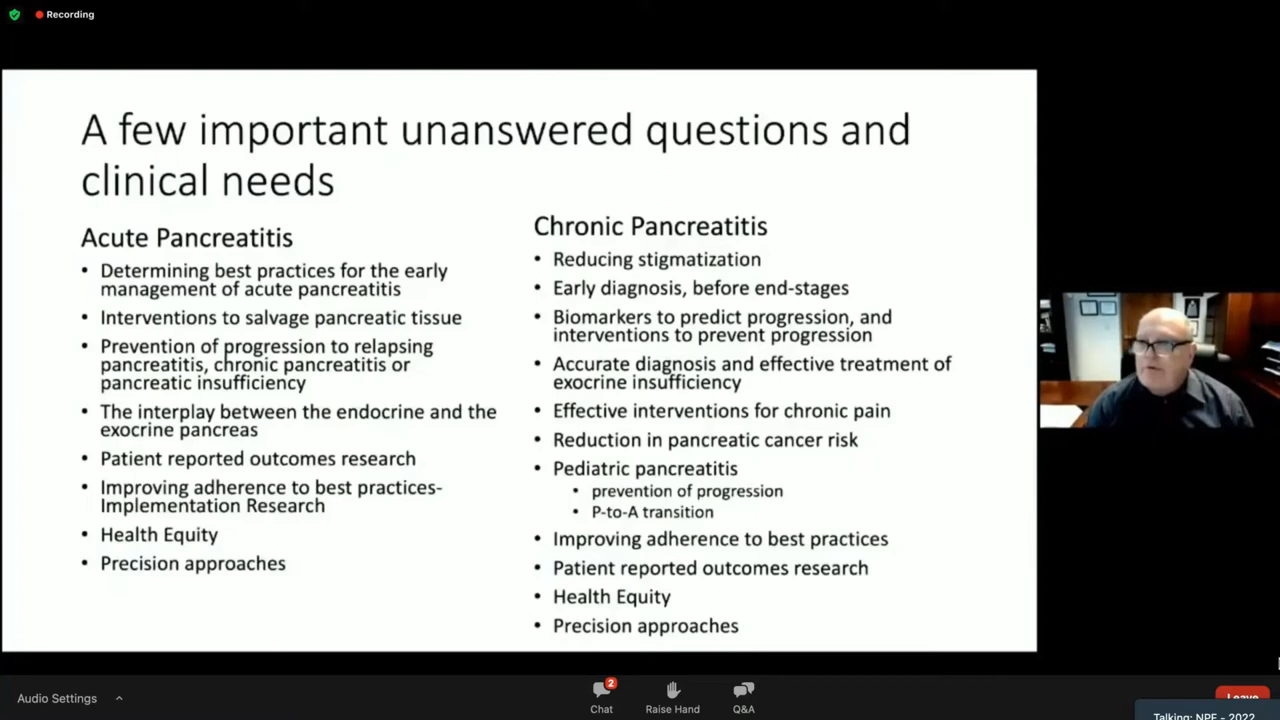 Recording
A few important unanswered questions and
clinical needs
Acute Pancreatitis
• Determining best practices for the early
management of acute pancreatitis
• Interventions to salvage pancreatic tissue
• Prevention of progression to relapsing
pancreatitis, chronic pancreatitis or
pancreatic insufficiency
• The interplay between the endocrine and the
exocrine pancreas
• Patient reported outcomes research
• Improving adherence to best practices-
Implementation Research
• Health Equity
• Precision approaches
Chronic Pancreatitis
• Reducing stigmatization
• Early diagnosis, before end-stages
• Biomarkers to predict progression, and
interventions to prevent progression
• Accurate diagnosis and effective treatment of
exocrine insufficiency
• Effective interventions for chronic pain
• Reduction in pancreatic cancer risk
• Pediatric pancreatitis
• prevention of progression
• P-to-A transition
• Improving adherence to best practices
• Patient reported outcomes research
• Health Equity
• Precision approaches
Audio Settings
2
Chat
Raise Hand
Q&A
Leave
Talking: NPF - 2022